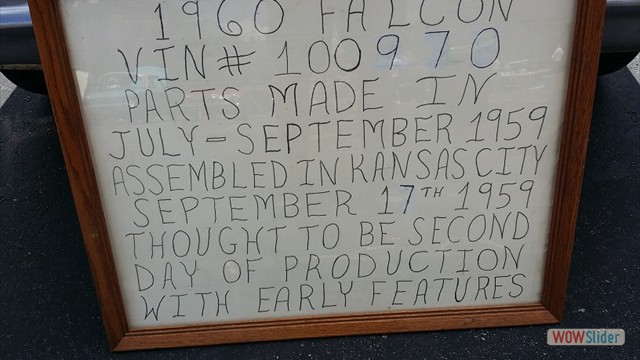 1960 FALCON
VIN# 100970
PARTS MADE IN
JULY-SEPTEMBER 1959
ASSEMBLED IN KANSAS CITY
SEPTEMBER 17TH 1959
THOUGHT TO BE SECOND
DAY OF PRODUCTION
WITH EARLY FEATURES
WOWSlider